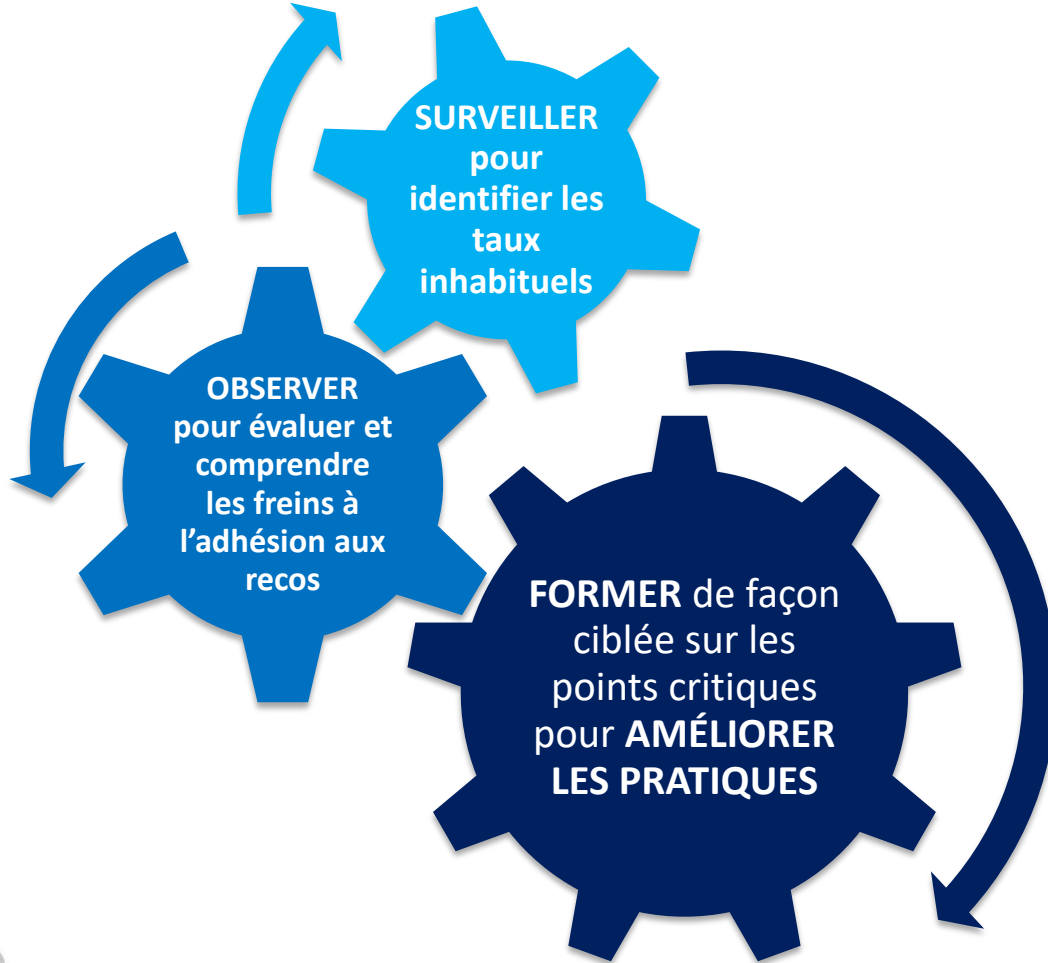 SURVEILLER
pour
identifier les
taux
inhabituels
OBSERVER
pour évaluer et
comprendre
les freins à
l’adhésion aux
recos
FORMER de façon
ciblée sur les
points critiques
pour AMÉLIORER
LES PRATIQUES